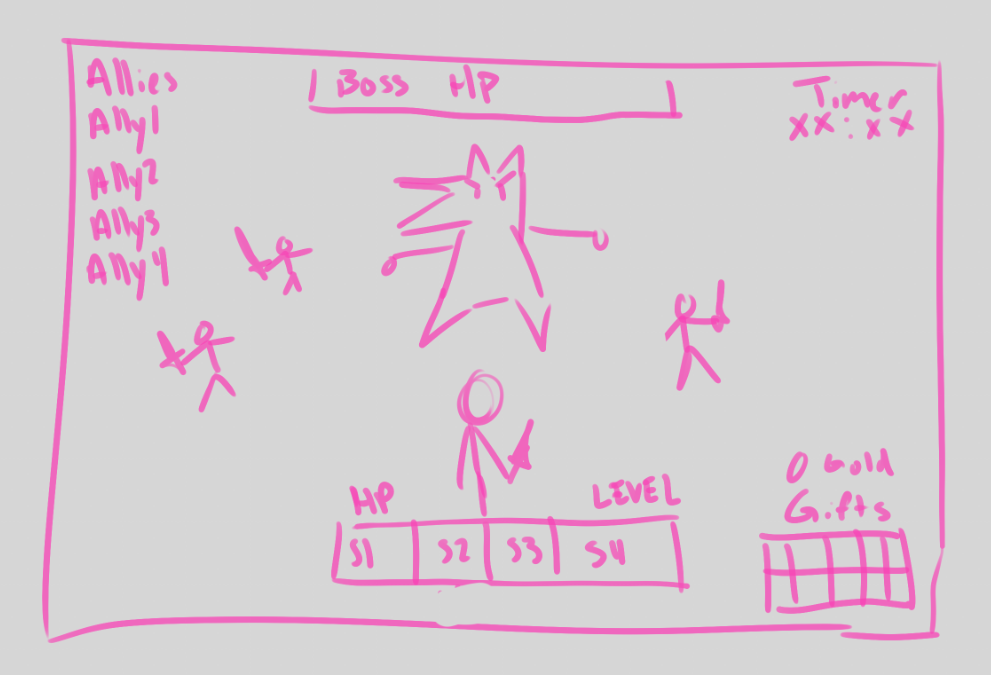 Allies
Ally1
Ally2
Ally3
Ally4
Boss HP
Timer
XX:XX
HP
LEVEL
S1 S2 S3 S4
0 Gold
Gifts